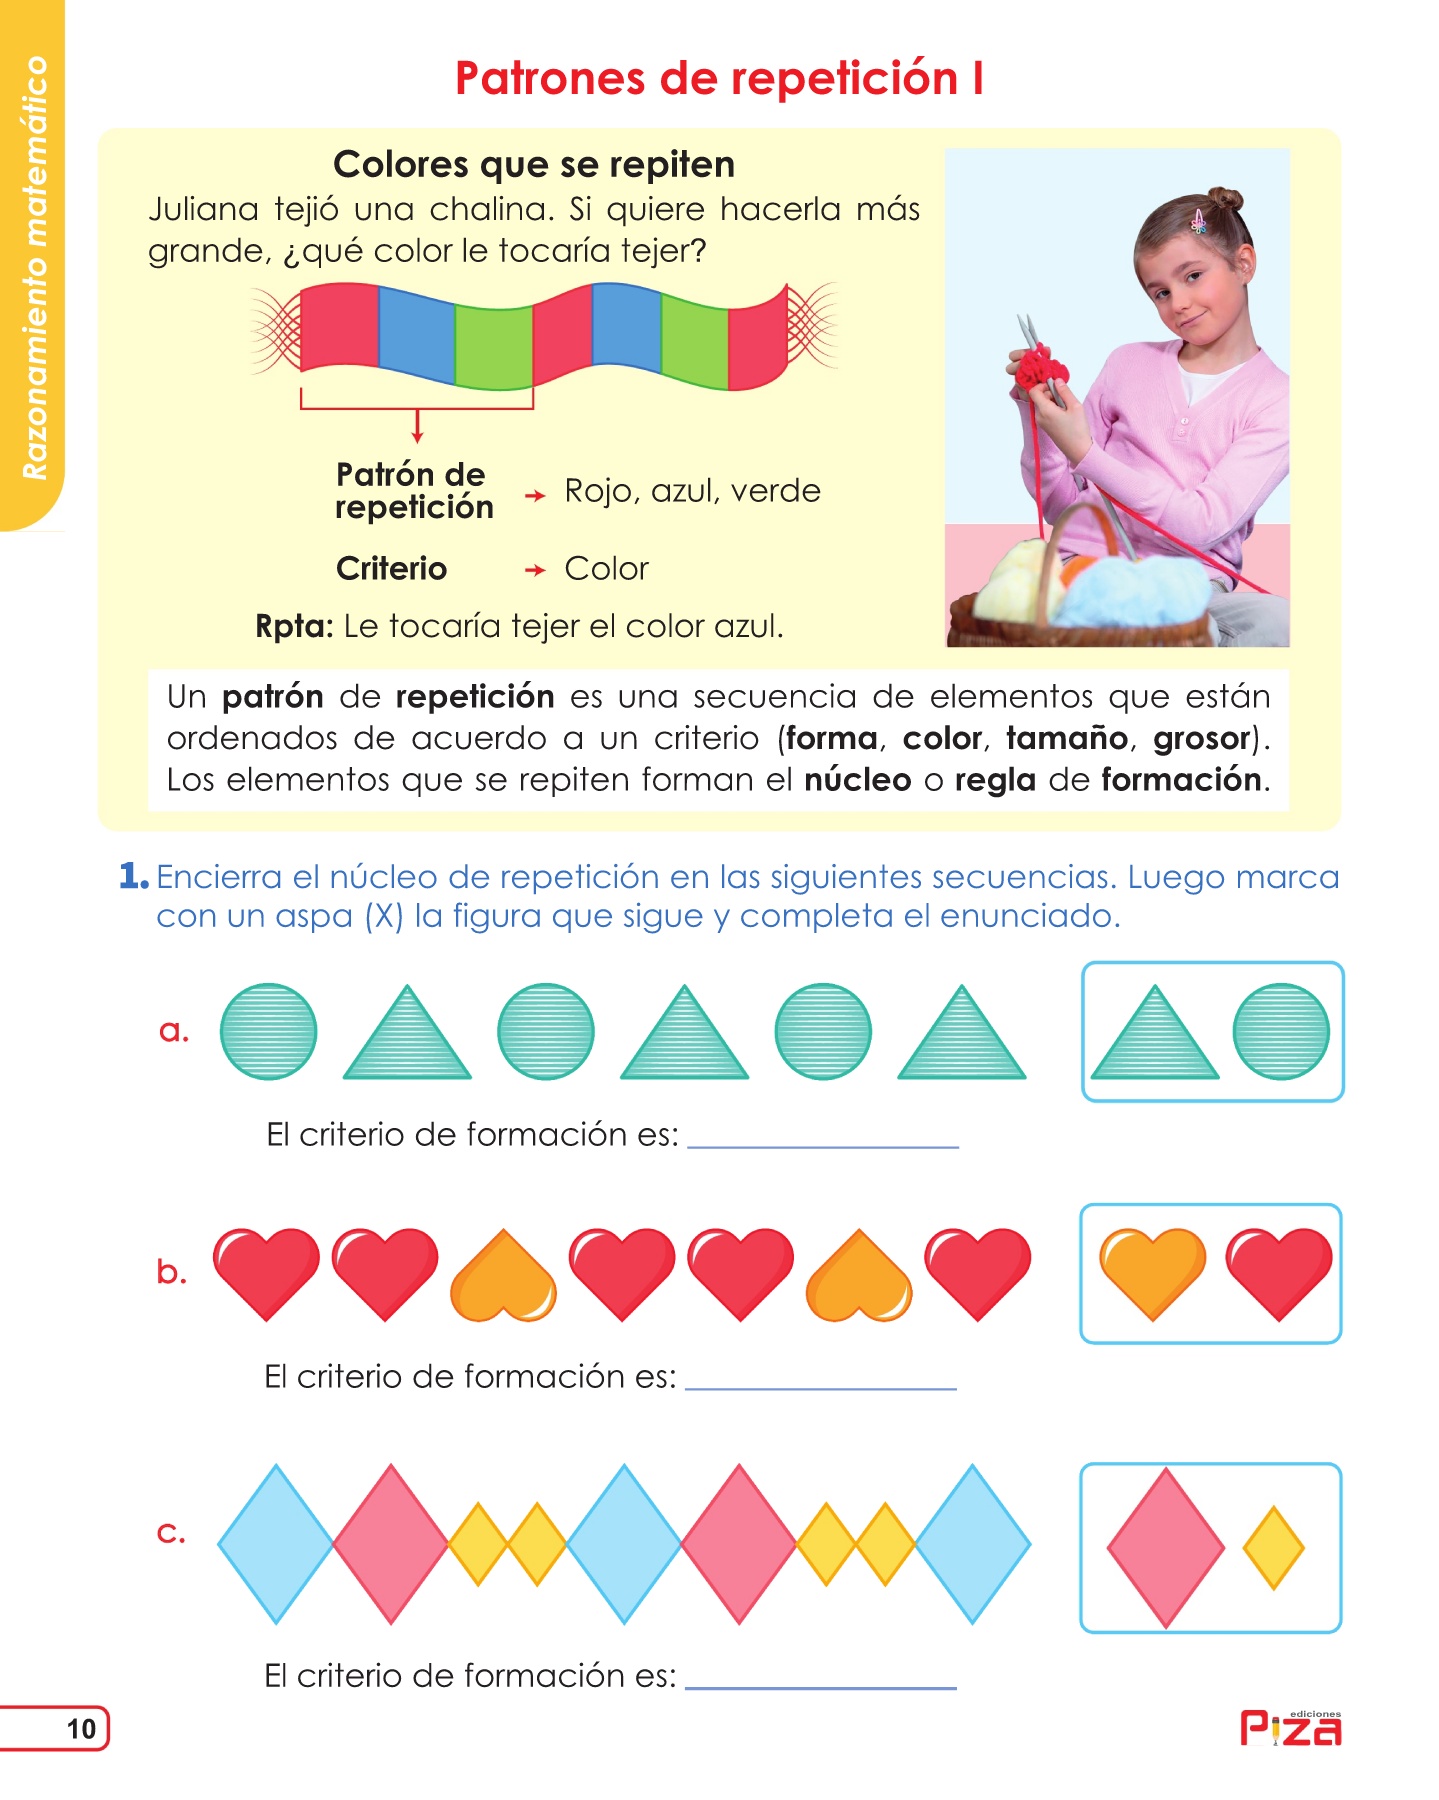 Razonamiento matemático
Patrones de repetición I
Colores que se repiten
Juliana tejió una chalina. Si quiere hacerla más
grande, ¿qué color le tocaría tejer?
Patrón de
repetición
Rojo, azul, verde
Criterio
Color
Rpta: Le tocaría tejer el color azul.
Un patrón de repetición es una secuencia de elementos que están
ordenados de acuerdo a un criterio (forma, color, tamaño, grosor).
Los elementos que se repiten forman el núcleo o regla de formación.
1. Encierra el núcleo de repetición en las siguientes secuencias. Luego marca
con un aspa (X) la figura que sigue y completa el enunciado.
a.
El criterio de formación es:
b.
El criterio de formación es:
c.
El criterio de formación es:
10
ediciones
Piza